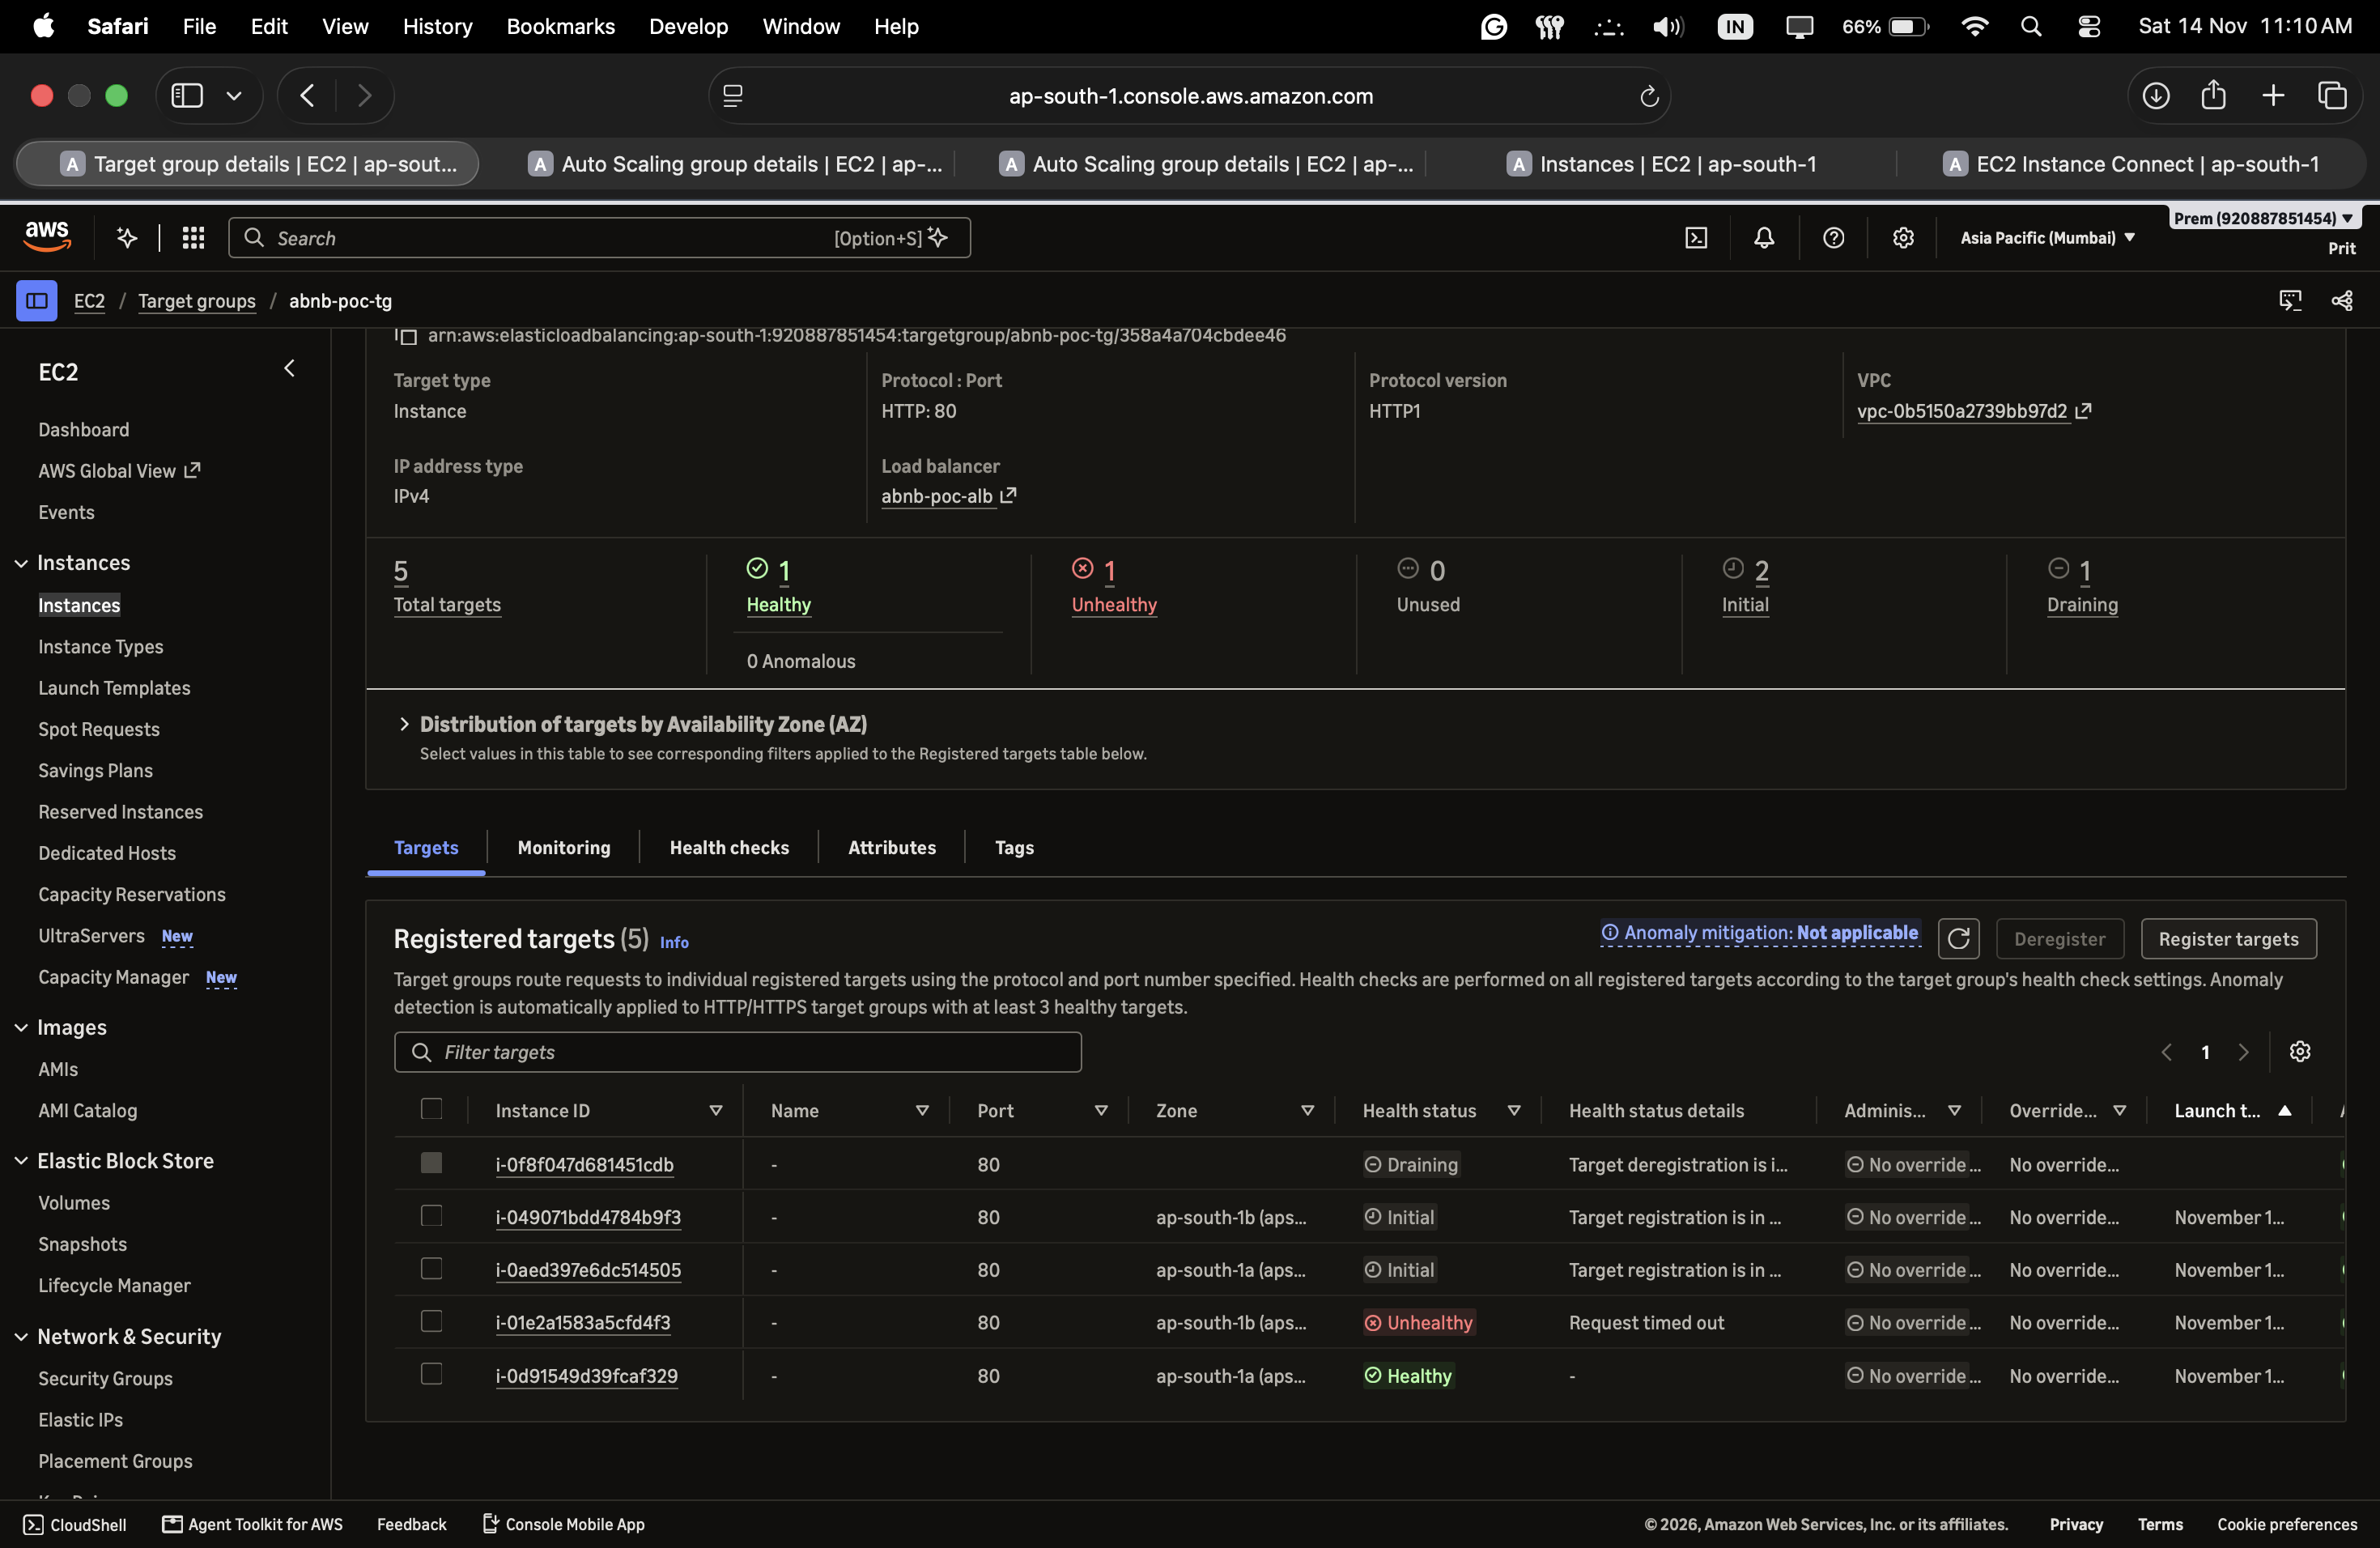 Safari File Edit View History Bookmarks Develop Window Help IN 66% Sat 14 Nov 11:10 AM
ap-south-1.console.aws.amazon.com
A Target group details | EC2 | ap-sout... A Auto Scaling group details | EC2 | ap-... A Auto Scaling group details | EC2 | ap-... A Instances | EC2 | ap-south-1 A EC2 Instance Connect | ap-south-1
aws Search [Option+S] Asia Pacific (Mumbai) Prem (920887851454)
Prit
EC2 / Target groups / abnb-poc-tg
EC2
Dashboard
AWS Global View
Events
Instances
Instances
Instance Types
Launch Templates
Spot Requests
Savings Plans
Reserved Instances
Dedicated Hosts
Capacity Reservations
UltraServers New
Capacity Manager New
Images
AMIs
AMI Catalog
Elastic Block Store
Volumes
Snapshots
Lifecycle Manager
Network & Security
Security Groups
Elastic IPs
Placement Groups
arn:aws:elasticloadbalancing:ap-south-1:920887851454:targetgroup/abnb-poc-tg/358a4a704cbdee46
Target type Protocol : Port Protocol version VPC
Instance HTTP: 80 HTTP1 vpc-0b5150a2739bb97d2
IP address type Load balancer
IPv4 abnb-poc-alb
5 1 1 0 2 1
Total targets Healthy Unhealthy Unused Initial Draining
0 Anomalous
Distribution of targets by Availability Zone (AZ)
Select values in this table to see corresponding filters applied to the Registered targets table below.
Targets Monitoring Health checks Attributes Tags
Registered targets (5) Info Anomaly mitigation: Not applicable Deregister Register targets
Target groups route requests to individual registered targets using the protocol and port number specified. Health checks are performed on all registered targets according to the target group's health check settings. Anomaly
detection is automatically applied to HTTP/HTTPS target groups with at least 3 healthy targets.
Filter targets 1
Instance ID Name Port Zone Health status Health status details Adminis... Override... Launch t...
i-0f8f047d681451cdb - 80 Draining Target deregistration is i... No override... No override...
i-049071bdd4784b9f3 - 80 ap-south-1b (aps... Initial Target registration is in ... No override... No override... November 1...
i-0aed397e6dc514505 - 80 ap-south-1a (aps... Initial Target registration is in ... No override... No override... November 1...
i-01e2a1583a5cfd4f3 - 80 ap-south-1b (aps... Unhealthy Request timed out No override... No override... November 1...
i-0d91549d39fcaf329 - 80 ap-south-1a (aps... Healthy - No override... No override... November 1...
CloudShell Agent Toolkit for AWS Feedback Console Mobile App © 2026, Amazon Web Services, Inc. or its affiliates. Privacy Terms Cookie preferences